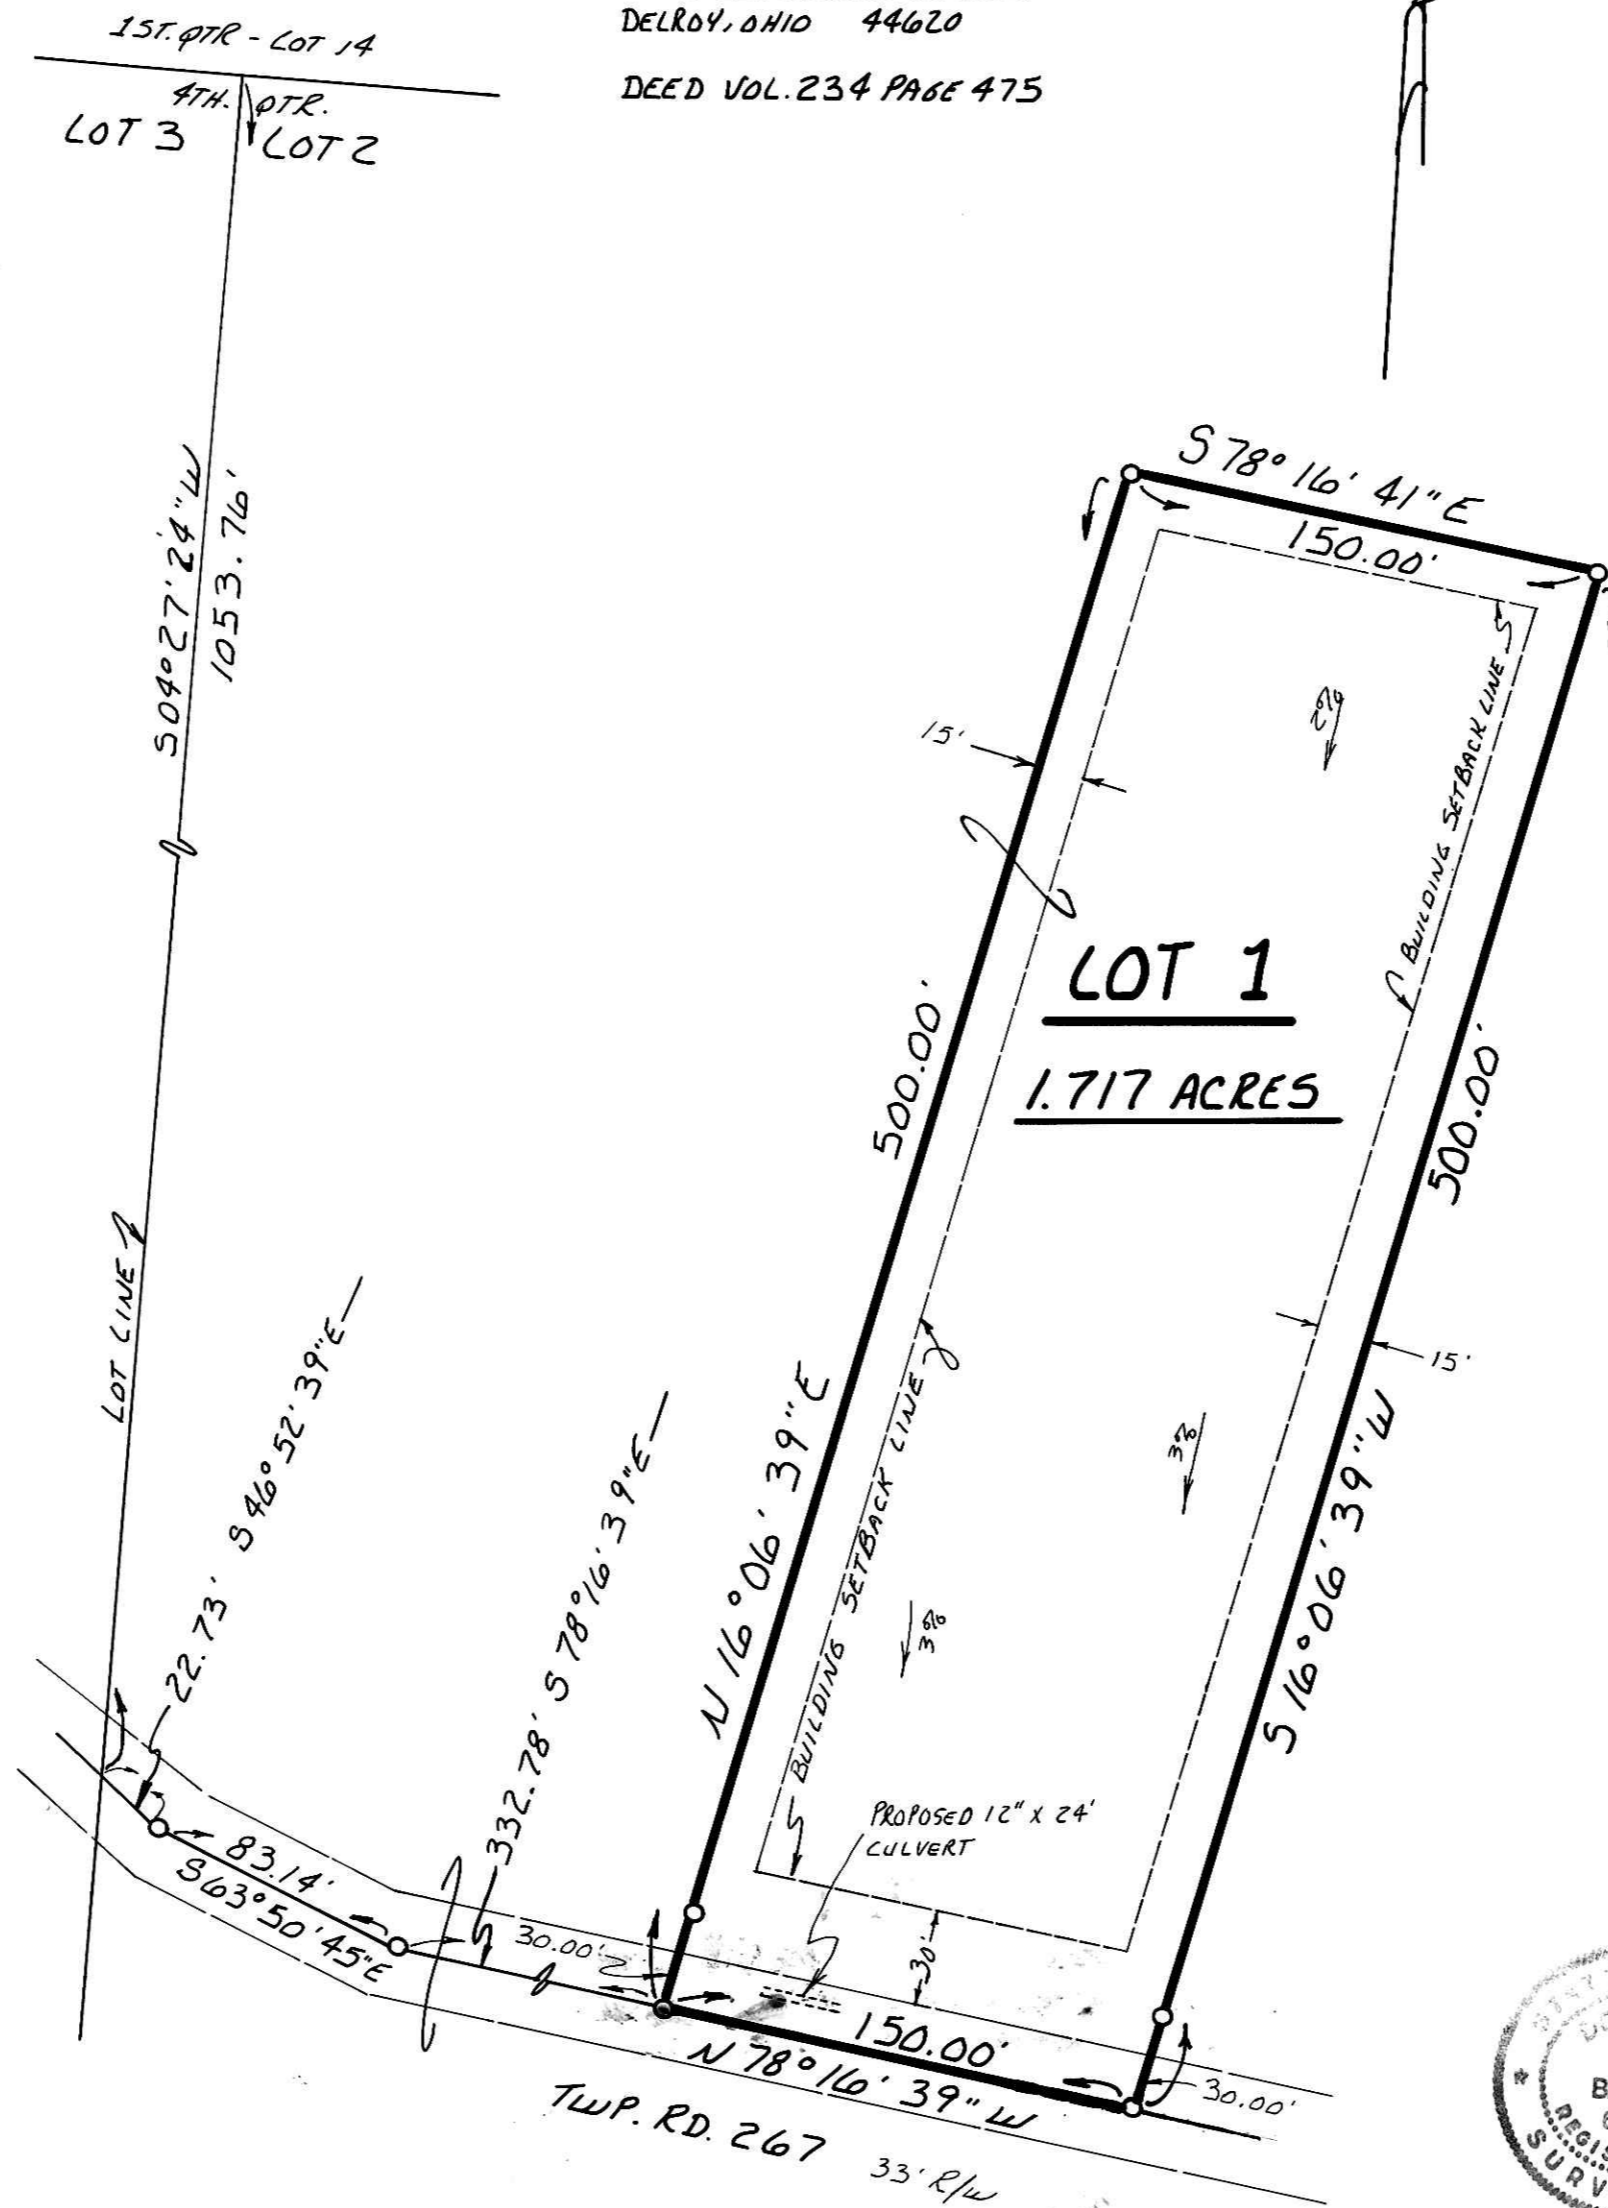 DELROY, OHIO 44620
DEED VOL. 234 PAGE 475
1ST. QTR - LOT 14
4TH. QTR.
LOT 3 LOT 2
S 04° 27' 24" W
1053.76'
LOT LINE
S 78° 16' 41" E
150.00'
2%
BUILDING SETBACK LINE
15'
LOT 1
1.717 ACRES
500.00'
500.00'
15'
N 16° 06' 39" E
S 16° 06' 39" W
BUILDING SETBACK LINE
3%
3%
22.73' S 46° 52' 39" E
332.78' S 78° 16' 39" E
83.14'
S 63° 50' 45" E
BUILDING SETBACK LINE
PROPOSED 12" X 24'
CULVERT
30.00'
30'
150.00'
N 78° 16' 39" W
30.00'
TWP. RD. 267
33' R/W